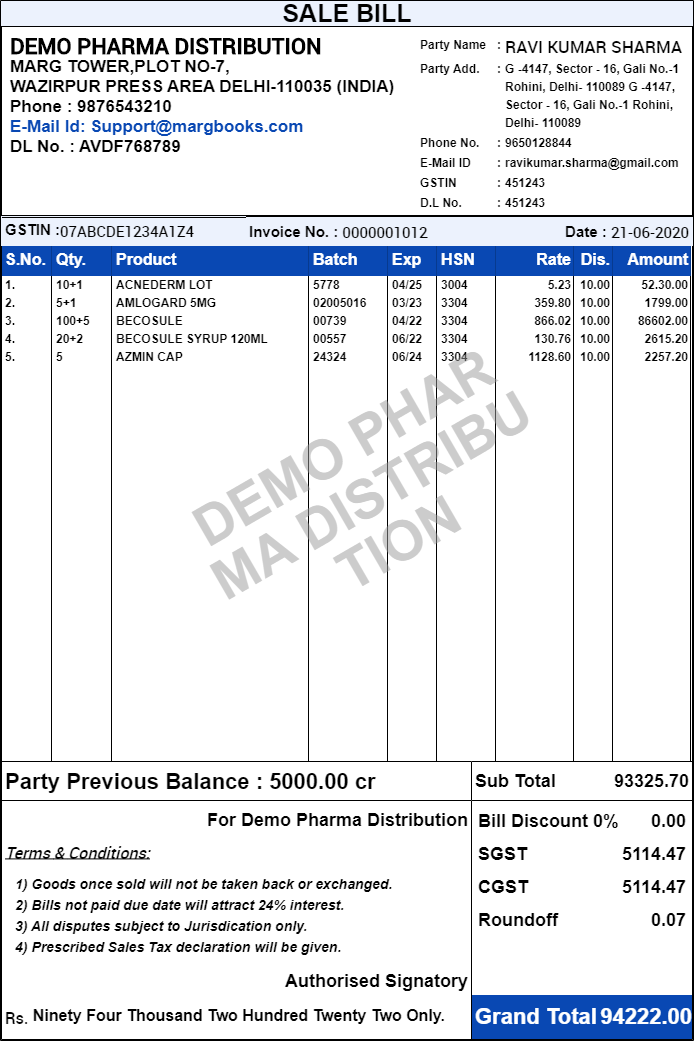 SALE BILL
DEMO PHARMA DISTRIBUTION
MARG TOWER,PLOT NO-7,
WAZIRPUR PRESS AREA DELHI-110035 (INDIA)
Phone : 9876543210
E-Mail Id: Support@margbooks.com
DL No. : AVDF768789
Party Name : RAVI KUMAR SHARMA
Party Add. : G -4147, Sector - 16, Gali No.-1
Rohini, Delhi- 110089 G -4147,
Sector - 16, Gali No.-1 Rohini,
Delhi- 110089
Phone No. : 9650128844
E-Mail ID : ravikumar.sharma@gmail.com
GSTIN : 451243
D.L No. : 451243
GSTIN :07ABCDE1234A1Z4 Invoice No. : 0000001012 Date : 21-06-2020
S.No. Qty. Product Batch Exp HSN Rate Dis. Amount
1. 10+1 ACNEDERM LOT 5778 04/25 3004 5.23 10.00 52.30.00
2. 5+1 AMLOGARD 5MG 02005016 03/23 3304 359.80 10.00 1799.00
3. 100+5 BECOSULE 00739 04/22 3304 866.02 10.00 86602.00
4. 20+2 BECOSULE SYRUP 120ML 00557 06/22 3304 130.76 10.00 2615.20
5. 5 AZMIN CAP 24324 06/24 3304 1128.60 10.00 2257.20
DEMO PHAR
MA DISTRIBU
TION
Party Previous Balance : 5000.00 cr
Sub Total 93325.70
For Demo Pharma Distribution
Bill Discount 0% 0.00
Terms & Conditions:
SGST 5114.47
1) Goods once sold will not be taken back or exchanged.
CGST 5114.47
2) Bills not paid due date will attract 24% interest.
3) All disputes subject to Jurisdication only.
Roundoff 0.07
4) Prescribed Sales Tax declaration will be given.
Authorised Signatory
Rs. Ninety Four Thousand Two Hundred Twenty Two Only.
Grand Total 94222.00